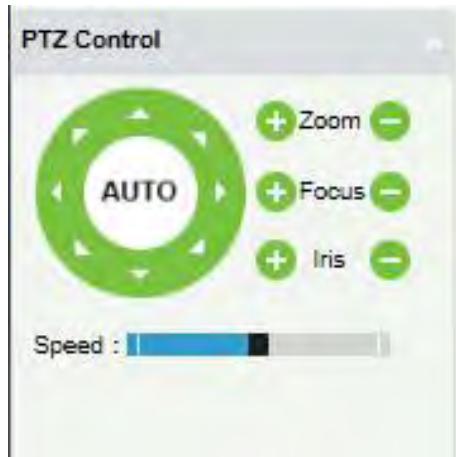 PTZ Control
Zoom
AUTO
Focus
Iris
Speed :